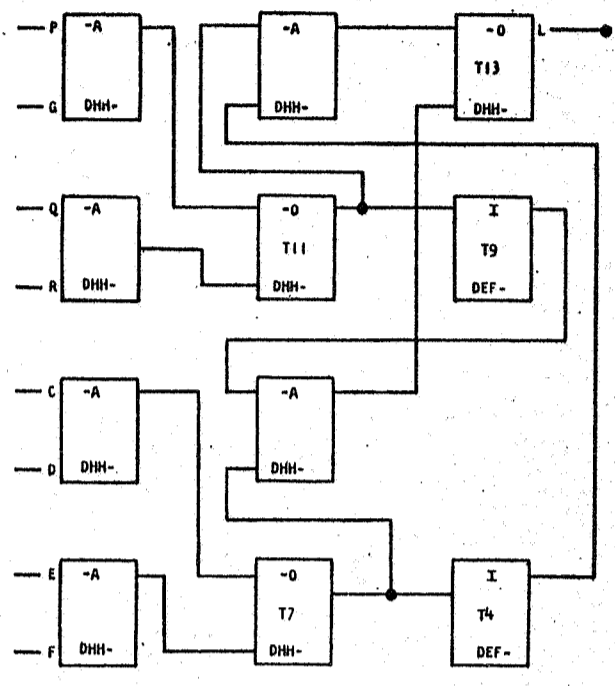 P -A -A -O L
T13
G DHH- DHH- DHH-
Q -A -O I
T11 T9
R DHH- DHH- DEF-
C -A -A
D DHH- DHH-
E -A -O I
T7 T4
F DHH- DHH- DEF-